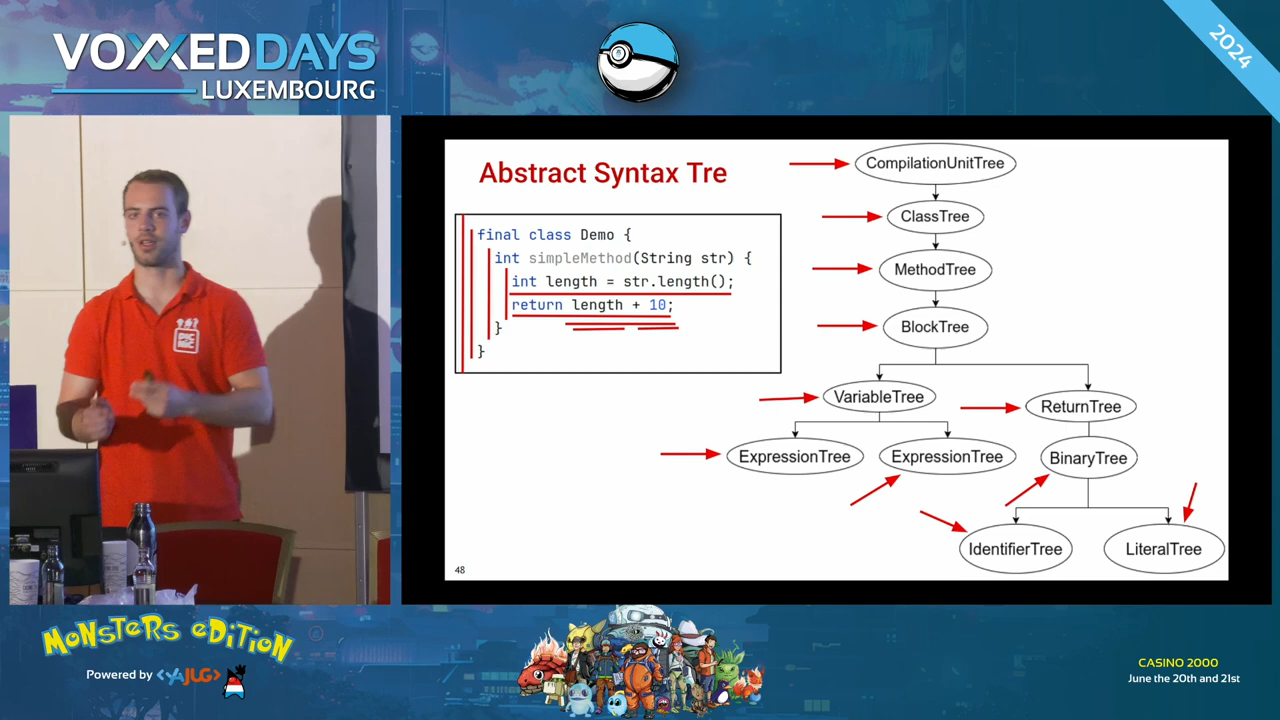 VOXXED DAYS
LUXEMBOURG
2024
Abstract Syntax Tre
final class Demo {
int simpleMethod(String str) {
int length = str.length();
return length + 10;
}
}
CompilationUnitTree
ClassTree
MethodTree
BlockTree
VariableTree
ReturnTree
ExpressionTree
ExpressionTree
BinaryTree
IdentifierTree
LiteralTree
48
MONSTERS EDITION
Powered by <YAJUG>
CASINO 2000
June the 20th and 21st